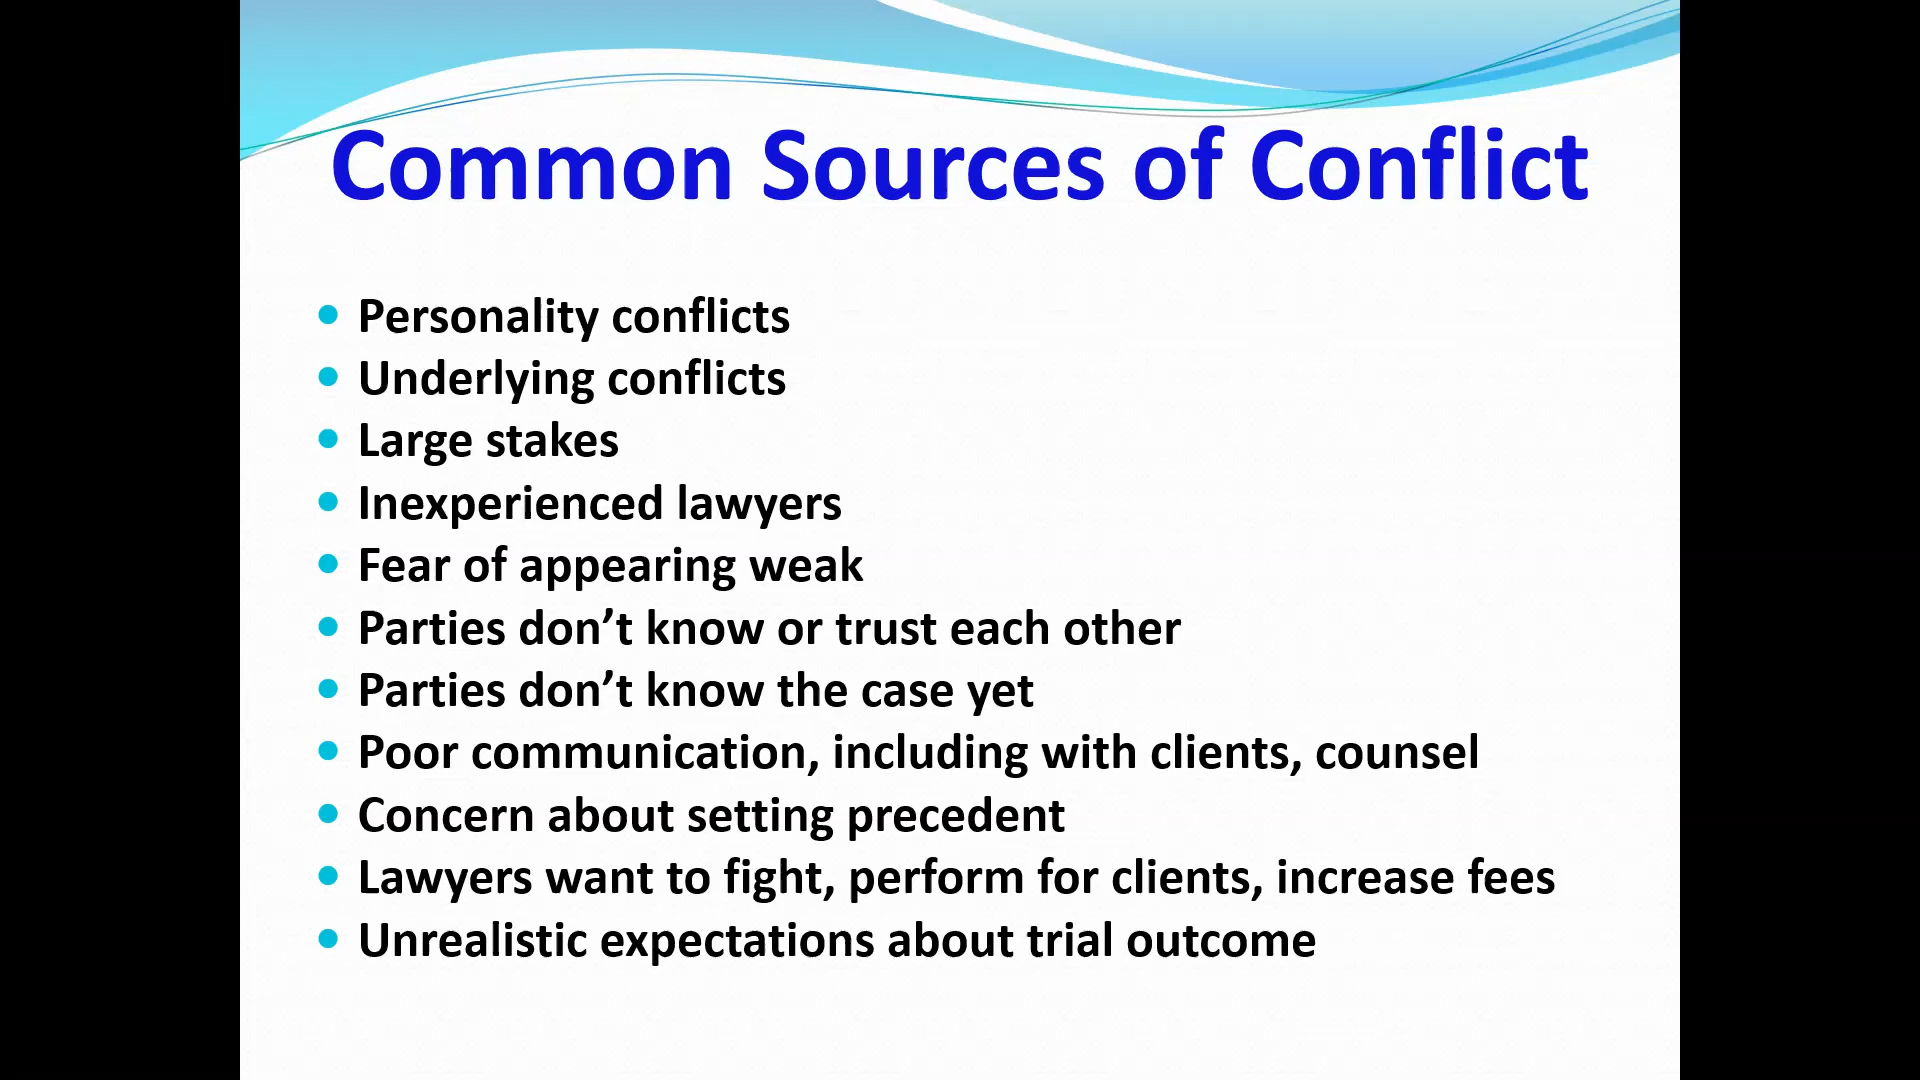 Common Sources of Conflict
• Personality conflicts
• Underlying conflicts
• Large stakes
• Inexperienced lawyers
• Fear of appearing weak
• Parties don’t know or trust each other
• Parties don’t know the case yet
• Poor communication, including with clients, counsel
• Concern about setting precedent
• Lawyers want to fight, perform for clients, increase fees
• Unrealistic expectations about trial outcome